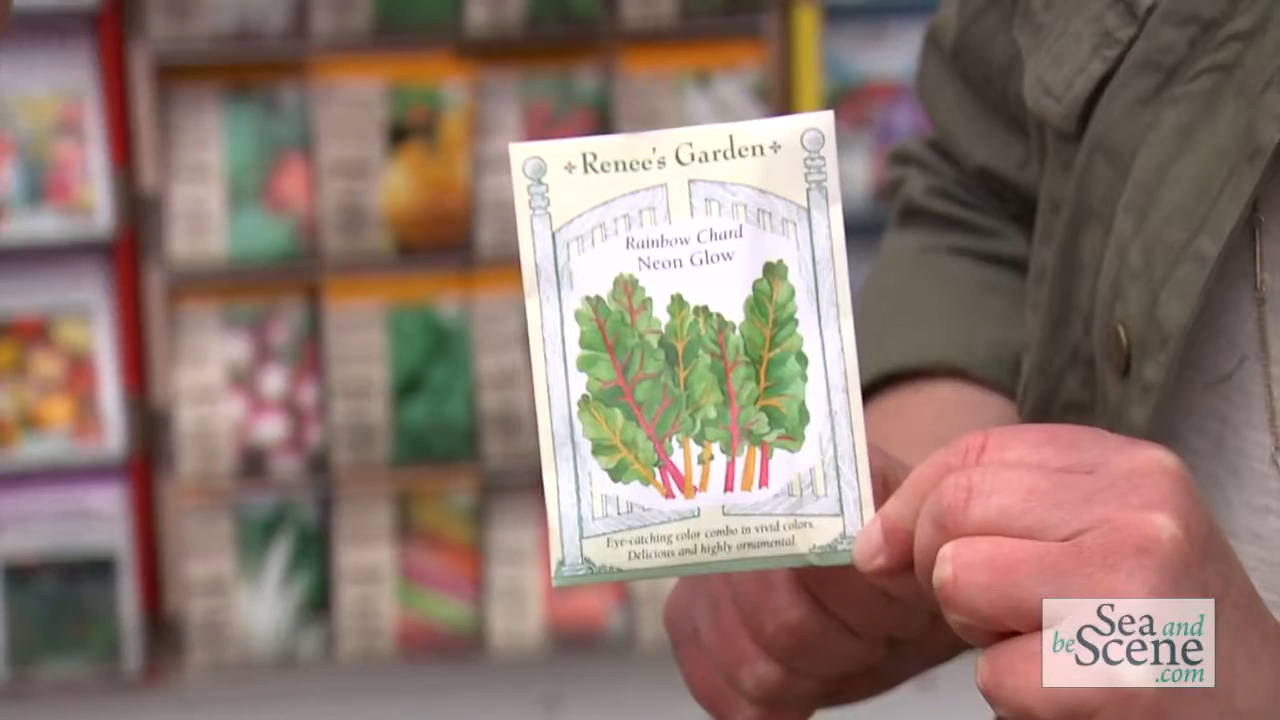 Renee's Garden
Rainbow Chard
Neon Glow
Eye-catching color combo in vivid colors.
Delicious and highly ornamental.
Sea and
be Scene
.com